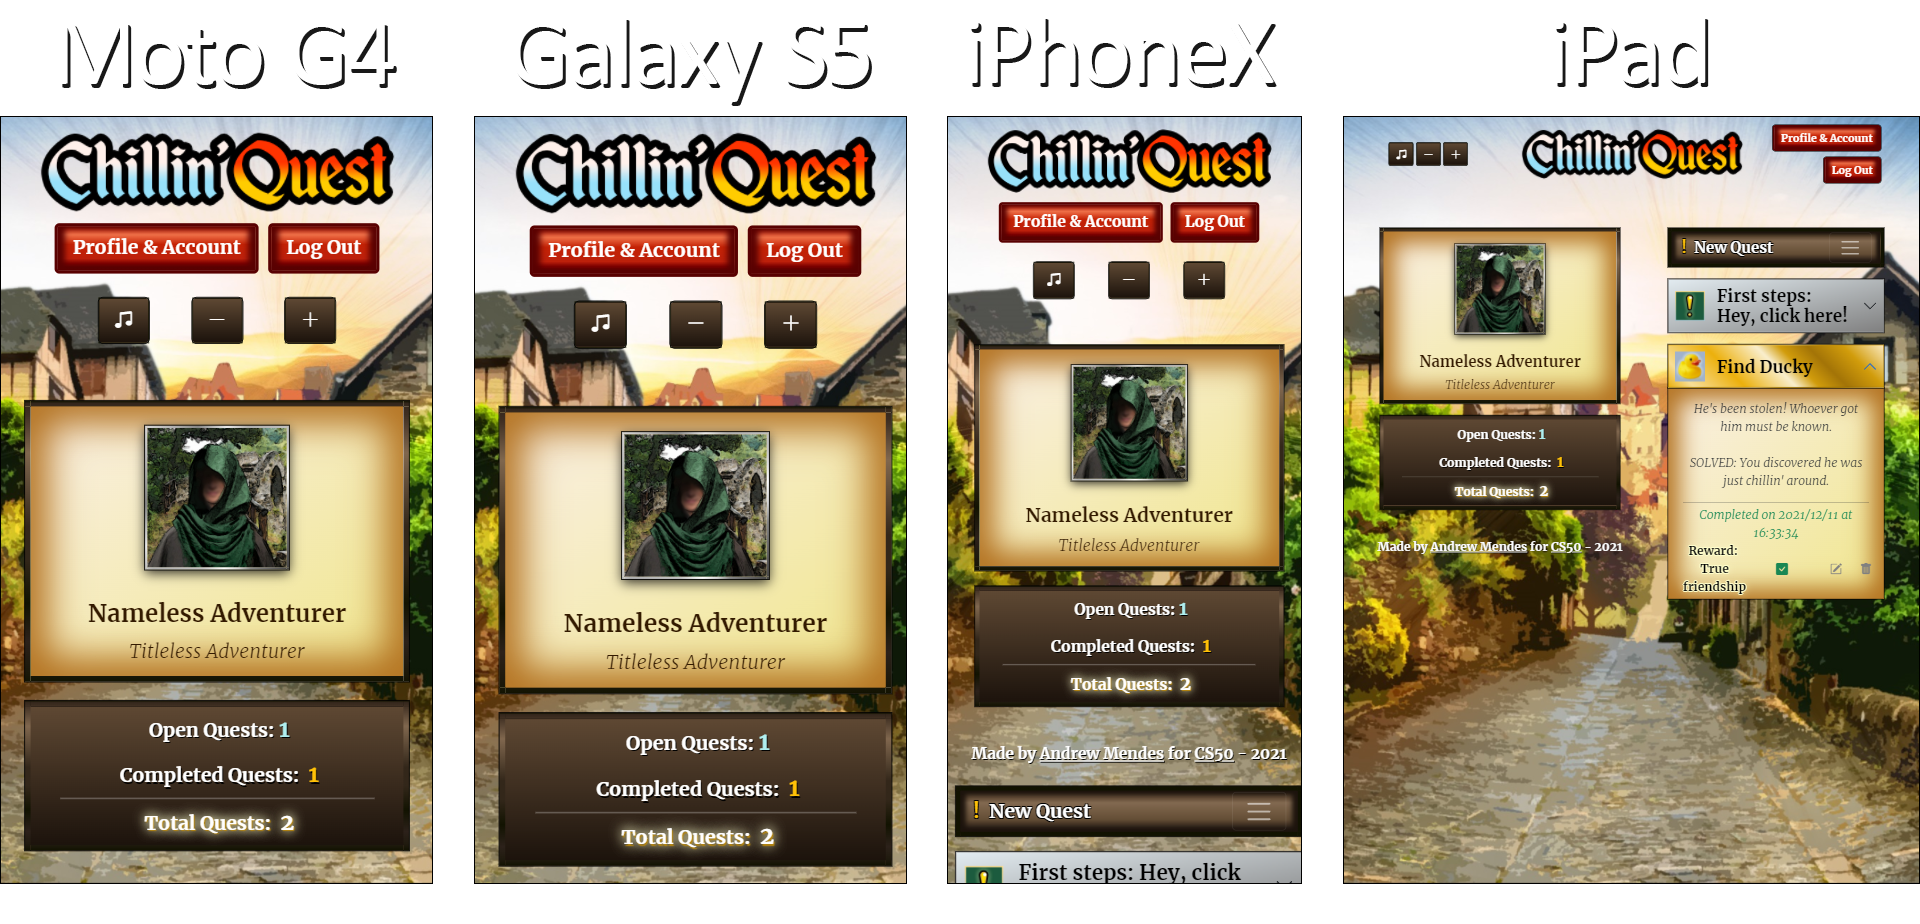 Moto G4
Chillin'Quest
Profile & Account
Log Out
Nameless Adventurer
Titleless Adventurer
Open Quests: 1
Completed Quests: 1
Total Quests: 2
Galaxy S5
Chillin'Quest
Profile & Account
Log Out
Nameless Adventurer
Titleless Adventurer
Open Quests: 1
Completed Quests: 1
Total Quests: 2
iPhoneX
Chillin'Quest
Profile & Account
Log Out
Nameless Adventurer
Titleless Adventurer
Open Quests: 1
Completed Quests: 1
Total Quests: 2
Made by Andrew Mendes for CS50 - 2021
! New Quest
First steps: Hey, click
iPad
Chillin'Quest
Profile & Account
Log Out
Nameless Adventurer
Titleless Adventurer
Open Quests: 1
Completed Quests: 1
Total Quests: 2
Made by Andrew Mendes for CS50 - 2021
! New Quest
First steps:
Hey, click here!
Find Ducky
He's been stolen! Whoever got
him must be known.
SOLVED: You discovered he was
just chillin' around.
Completed on 2021/12/11 at
16:33:34
Reward:
True
friendship